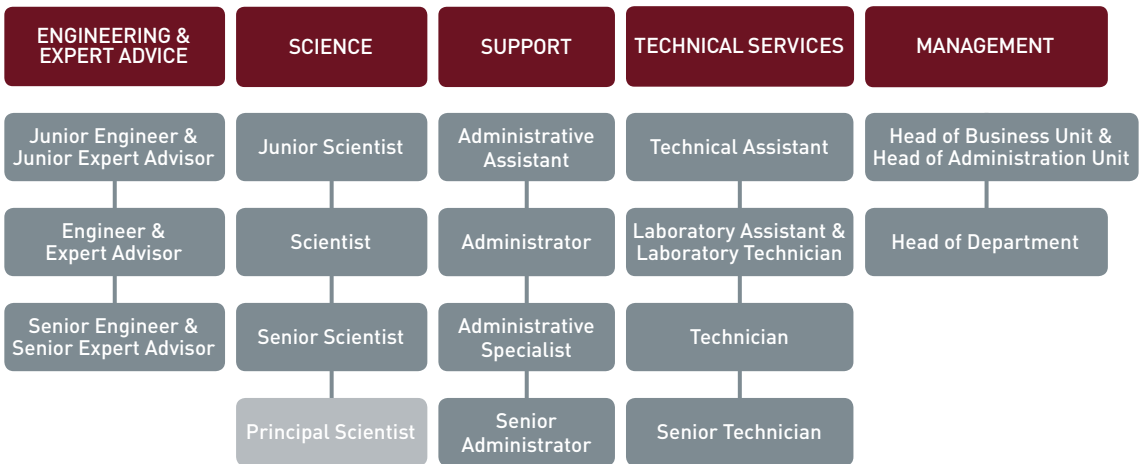 ENGINEERING &
EXPERT ADVICE
SCIENCE
SUPPORT
TECHNICAL SERVICES
MANAGEMENT
Junior Engineer &
Junior Expert Advisor
Junior Scientist
Administrative
Assistant
Technical Assistant
Head of Business Unit &
Head of Administration Unit
Engineer &
Expert Advisor
Scientist
Administrator
Laboratory Assistant &
Laboratory Technician
Head of Department
Senior Engineer &
Senior Expert Advisor
Senior Scientist
Administrative
Specialist
Technician
Principal Scientist
Senior
Administrator
Senior Technician